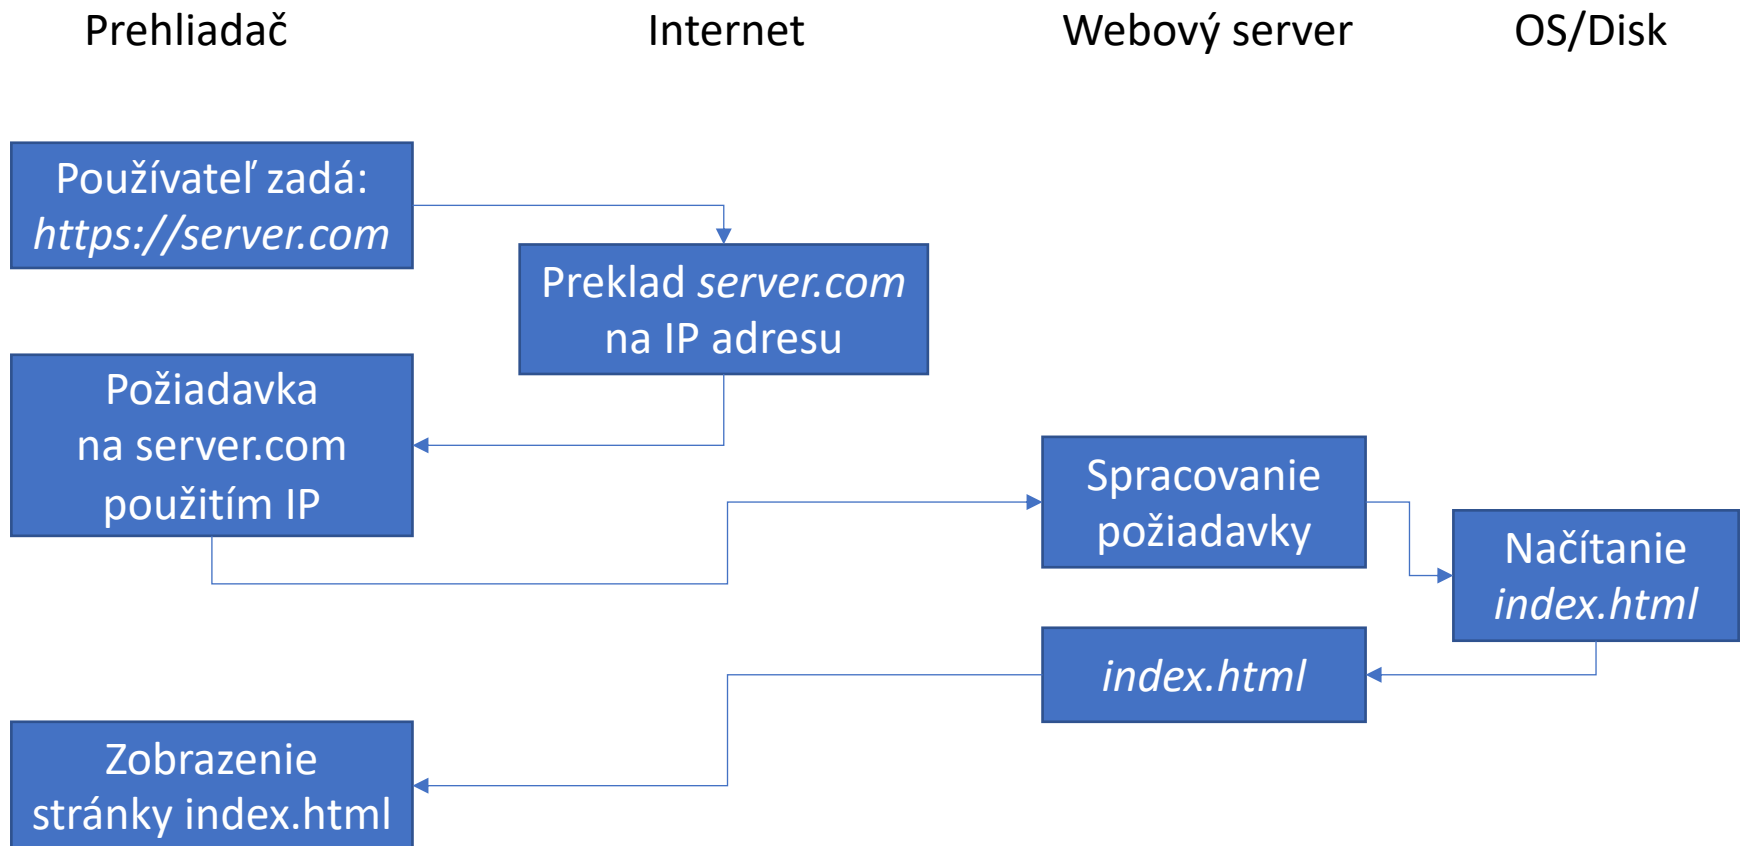 Prehliadač
Internet
Webový server
OS/Disk
Používateľ zadá:
https://server.com
Preklad server.com
na IP adresu
Požiadavka
na server.com
použitím IP
Spracovanie
požiadavky
Načítanie
index.html
index.html
Zobrazenie
stránky index.html